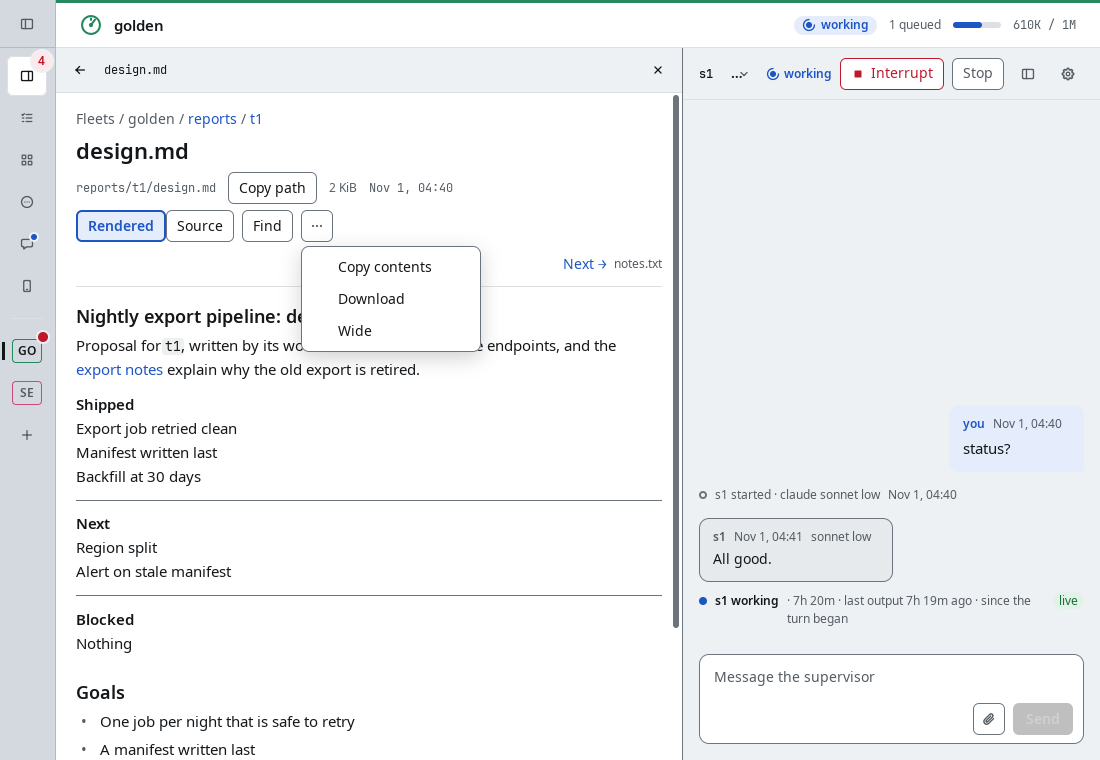 golden
working
1 queued
610K / 1M
4
design.md
s1
...
working
Interrupt
Stop
Fleets / golden / reports / t1
design.md
reports/t1/design.md
Copy path
2 KiB
Nov 1, 04:40
Rendered
Source
Find
...
Copy contents
Download
Wide
Next → notes.txt
Nightly export pipeline:
Proposal for t1, written by its endpoints, and the
export notes explain why the old export is retired.
Shipped
Export job retried clean
Manifest written last
Backfill at 30 days
Next
Region split
Alert on stale manifest
Blocked
Nothing
Goals
• One job per night that is safe to retry
• A manifest written last
GO
SE
you Nov 1, 04:40
status?
s1 started · claude sonnet low Nov 1, 04:40
s1 Nov 1, 04:41 sonnet low
All good.
s1 working · 7h 20m · last output 7h 19m ago · since the
turn began
live
Message the supervisor
Send